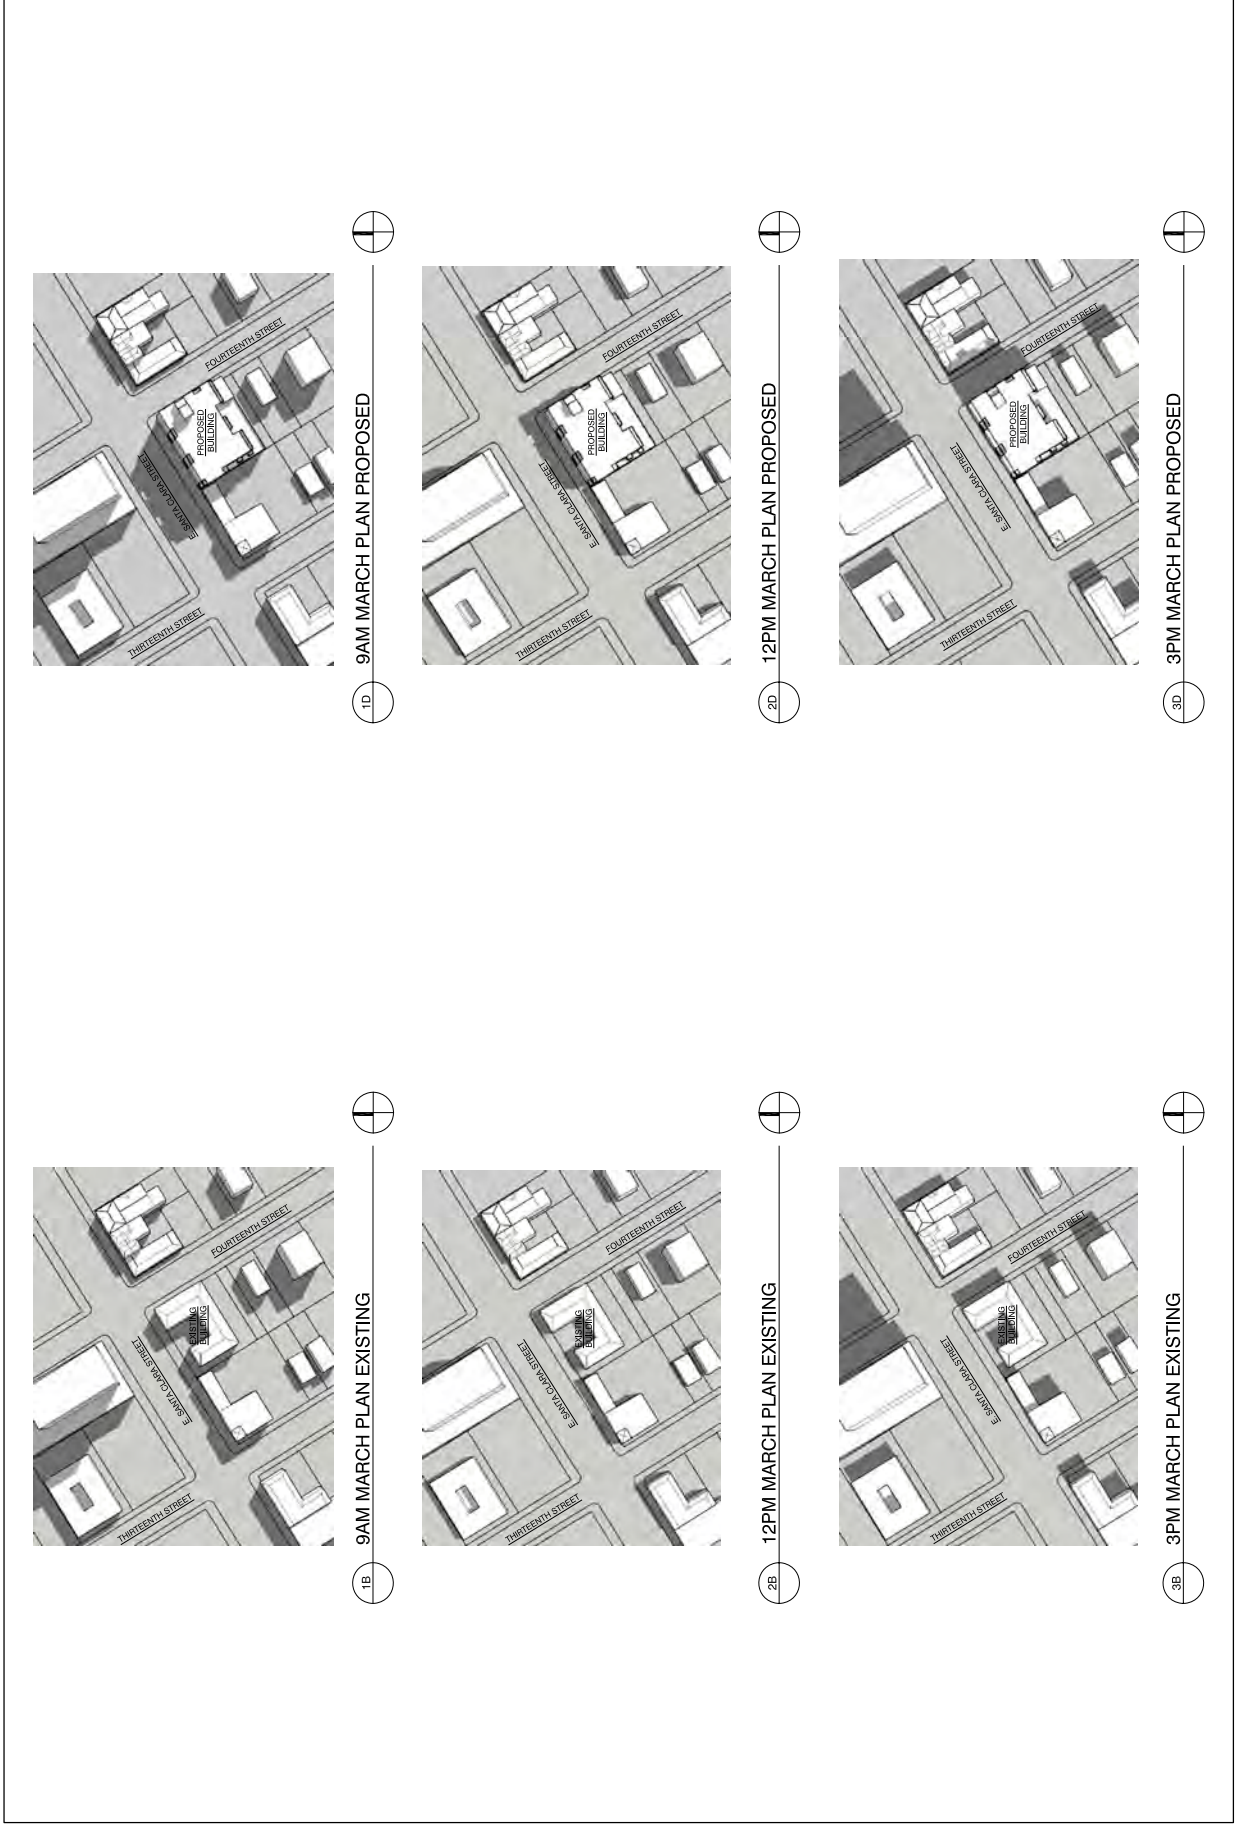 E SANTA CLARA STREET
THIRTEENTH STREET
FOURTEENTH STREET
EXISTING
BUILDING
1B
9AM MARCH PLAN EXISTING
E SANTA CLARA STREET
THIRTEENTH STREET
FOURTEENTH STREET
PROPOSED
BUILDING
1D
9AM MARCH PLAN PROPOSED
E SANTA CLARA STREET
THIRTEENTH STREET
FOURTEENTH STREET
EXISTING
BUILDING
2B
12PM MARCH PLAN EXISTING
E SANTA CLARA STREET
THIRTEENTH STREET
FOURTEENTH STREET
PROPOSED
BUILDING
2D
12PM MARCH PLAN PROPOSED
E SANTA CLARA STREET
THIRTEENTH STREET
FOURTEENTH STREET
EXISTING
BUILDING
3B
3PM MARCH PLAN EXISTING
E SANTA CLARA STREET
THIRTEENTH STREET
FOURTEENTH STREET
PROPOSED
BUILDING
3D
3PM MARCH PLAN PROPOSED